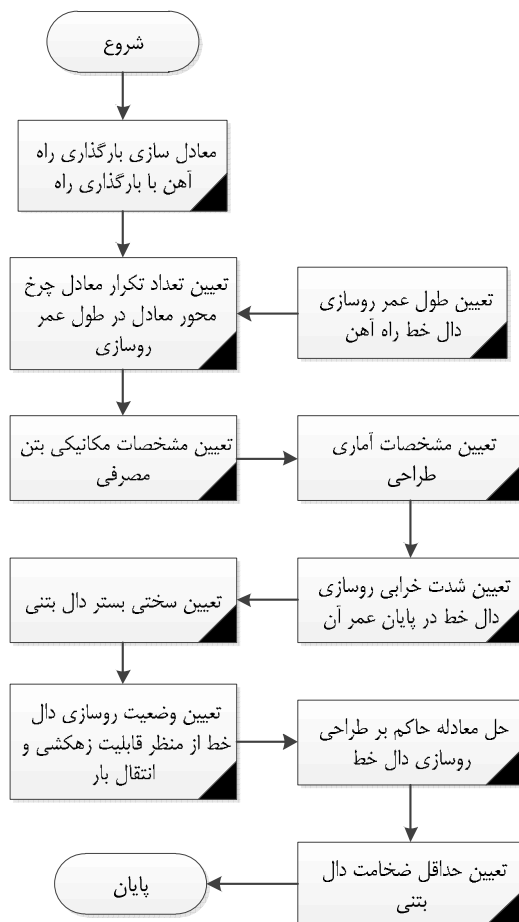 شروع
معادل سازی بارگذاری راه
آهن با بارگذاری راه
تعیین تعداد تکرار معادل چرخ
محور معادل در طول عمر
روسازی
تعیین طول عمر روسازی
دال خط راه آهن
تعیین مشخصات مکانیکی بتن
مصرفی
تعیین مشخصات آماری
طراحی
تعیین شدت خرابی روسازی
دال خط در پایان عمر آن
تعیین سختی بستر دال بتنی
تعیین وضعیت روسازی دال
خط از منظر قابلیت زهکشی و
انتقال بار
حل معادله حاکم بر طراحی
روسازی دال خط
تعیین حداقل ضخامت دال
بتنی
پایان